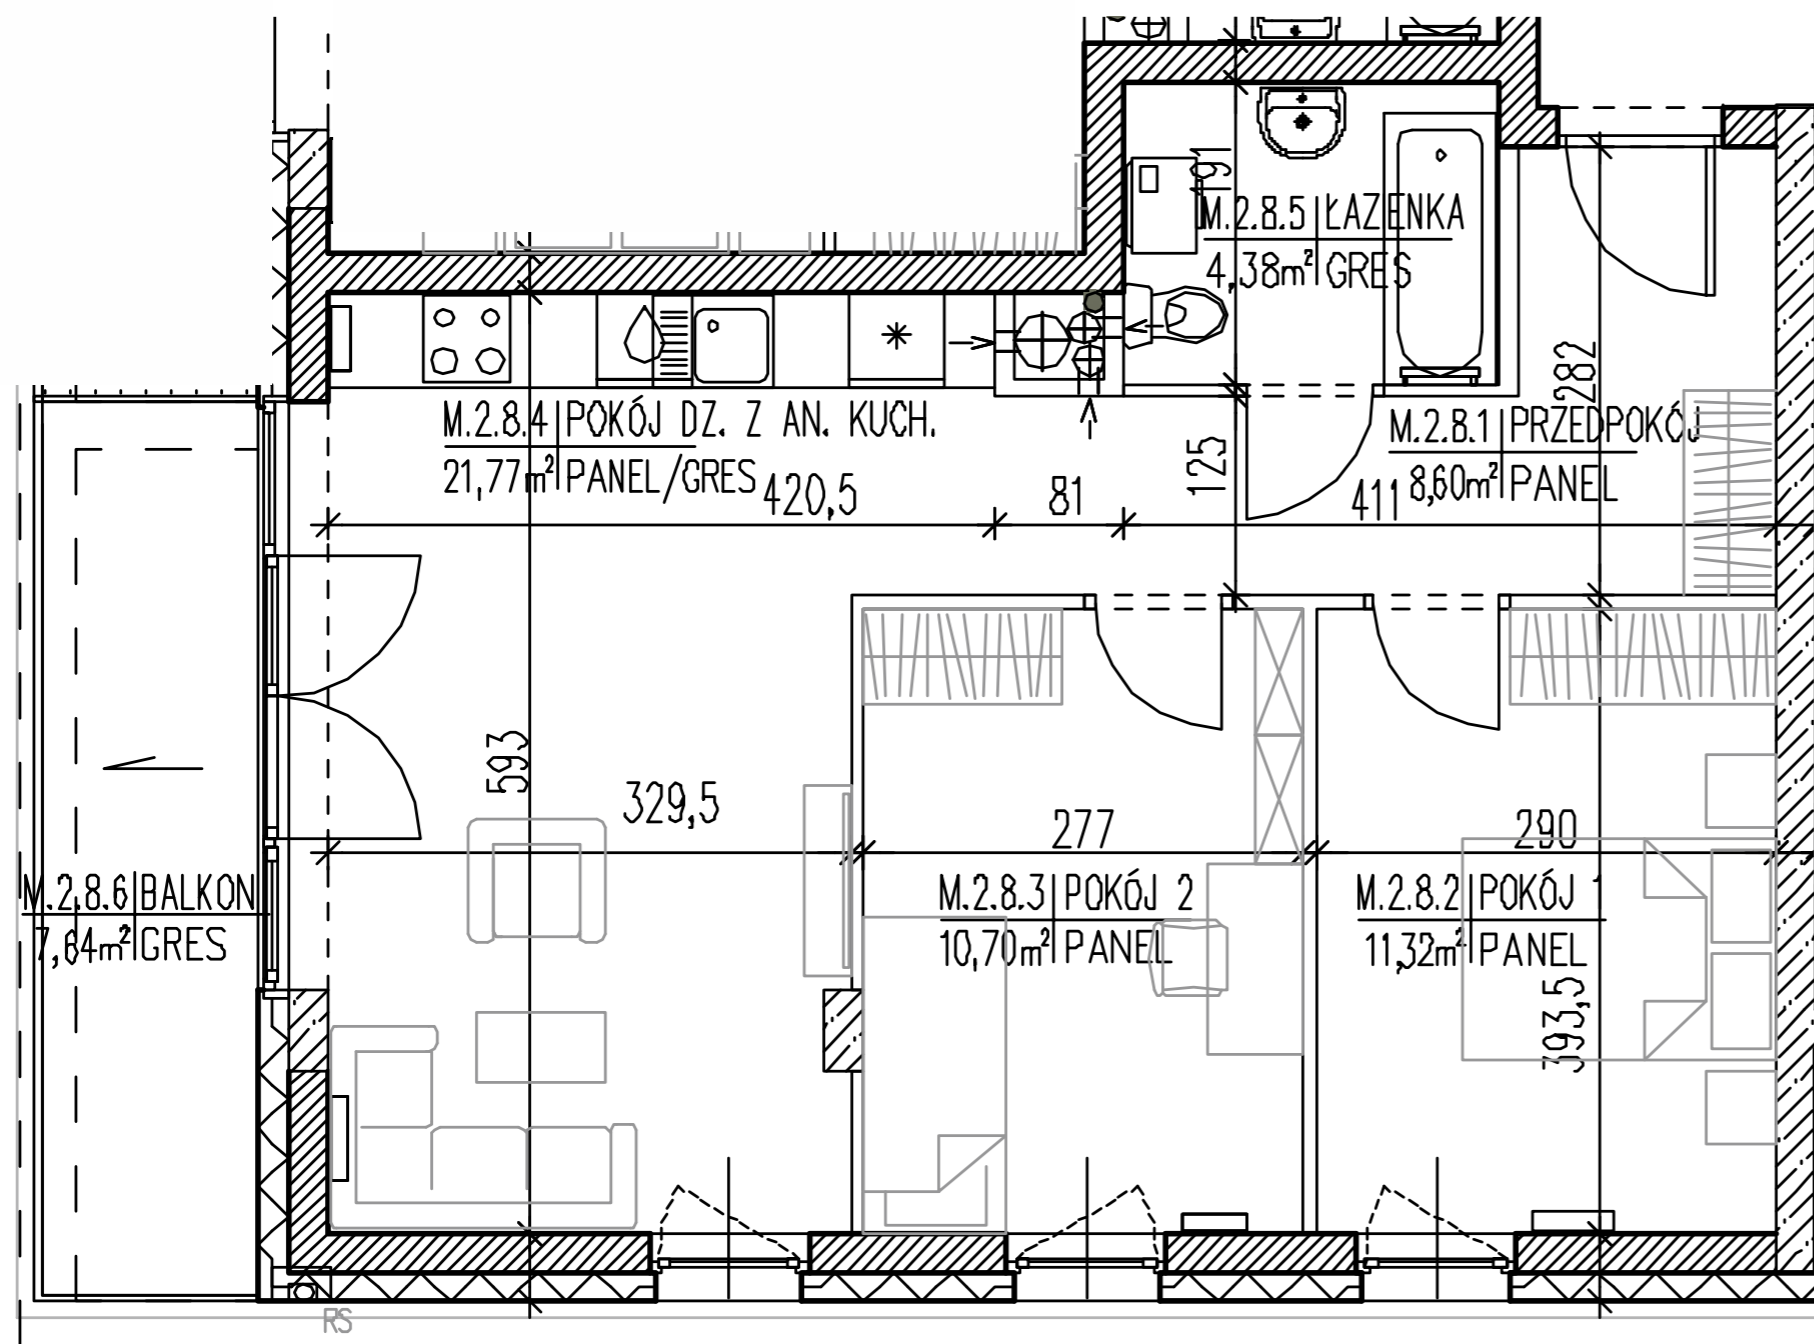 191
M.2.8.5 ŁAZIENKA
4,38m² GRES
282
M.2.8.4 POKÓJ DZ. Z AN. KUCH.
21,77m² PANEL/GRES
M.2.8.1 PRZEDPOKÓJ
8,60m² PANEL
420,5
81
125
411
593
329,5
277
290
M.2.8.6 BALKON
7,64m² GRES
M.2.8.3 POKÓJ 2
10,70m² PANEL
M.2.8.2 POKÓJ 1
11,32m² PANEL
393,5
RS